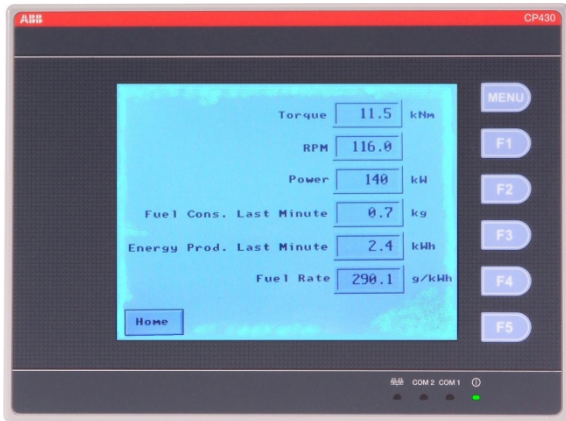 ABB CP430
MENU
Torque 11.5 kNm
F1
RPM 116.0
Power 140 kW
F2
Fuel Cons. Last Minute 0.7 kg
F3
Energy Prod. Last Minute 2.4 kWh
Fuel Rate 290.1 g/kWh
F4
Home
F5
COM 2 COM 1